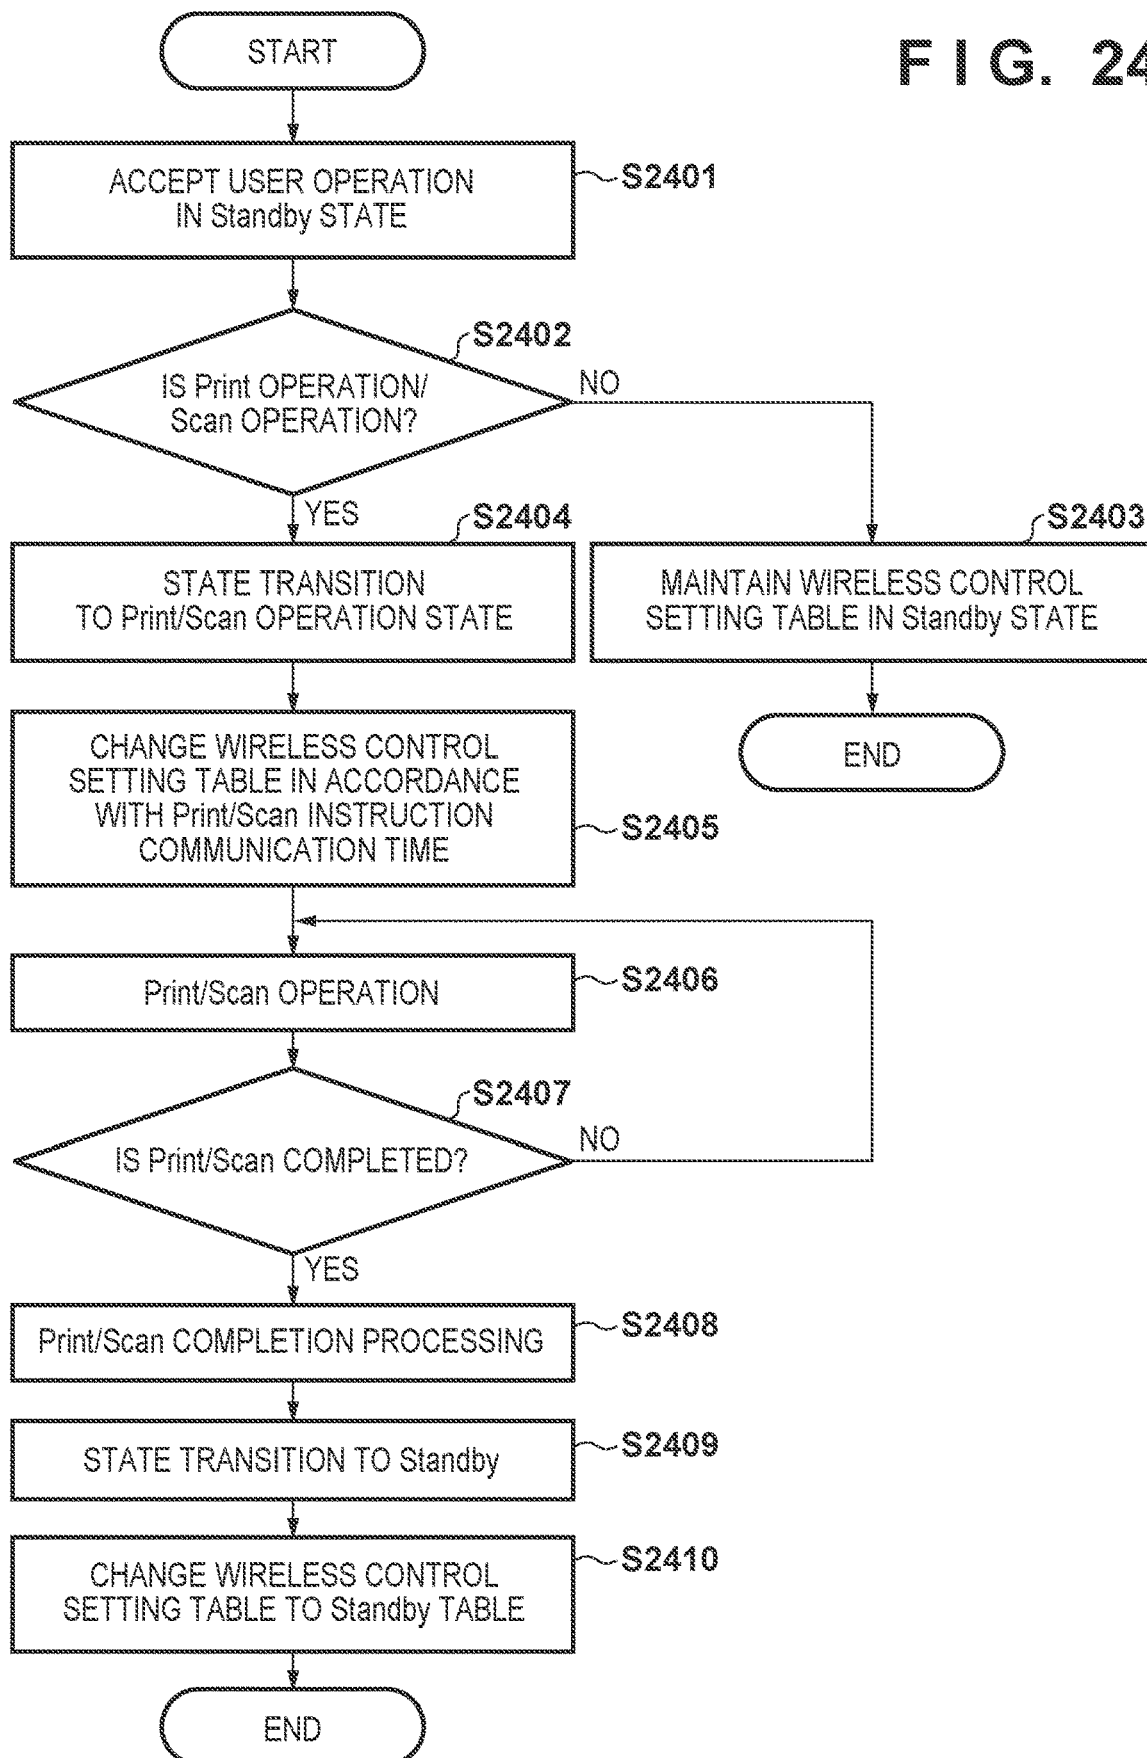 START
F I G. 24
ACCEPT USER OPERATION
IN Standby STATE
S2401
S2402
IS Print OPERATION/
Scan OPERATION?
NO
YES
S2404
S2403
STATE TRANSITION
TO Print/Scan OPERATION STATE
MAINTAIN WIRELESS CONTROL
SETTING TABLE IN Standby STATE
CHANGE WIRELESS CONTROL
SETTING TABLE IN ACCORDANCE
WITH Print/Scan INSTRUCTION
COMMUNICATION TIME
S2405
END
Print/Scan OPERATION
S2406
S2407
IS Print/Scan COMPLETED?
NO
YES
Print/Scan COMPLETION PROCESSING
S2408
STATE TRANSITION TO Standby
S2409
CHANGE WIRELESS CONTROL
SETTING TABLE TO Standby TABLE
S2410
END